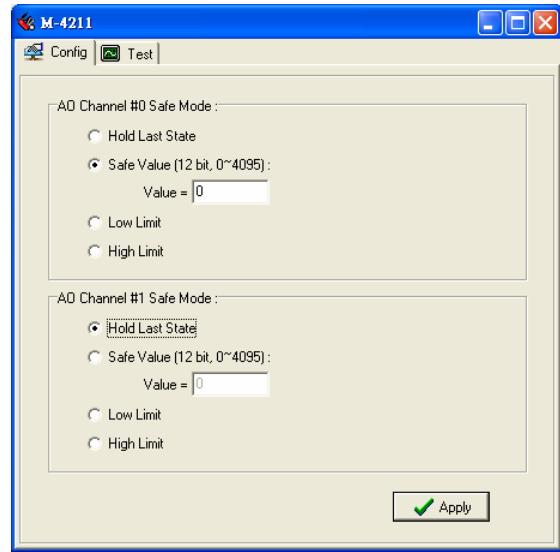 M-4211
Config Test
AO Channel #0 Safe Mode :
Hold Last State
Safe Value (12 bit, 0~4095) :
Value = 0
Low Limit
High Limit
AO Channel #1 Safe Mode :
Hold Last State
Safe Value (12 bit, 0~4095) :
Value = 0
Low Limit
High Limit
Apply